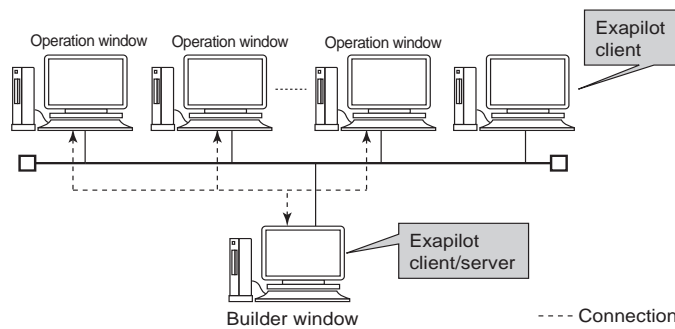 Exapilot
client
Operation window
Operation window
Operation window
Exapilot
client/server
Builder window
Connection